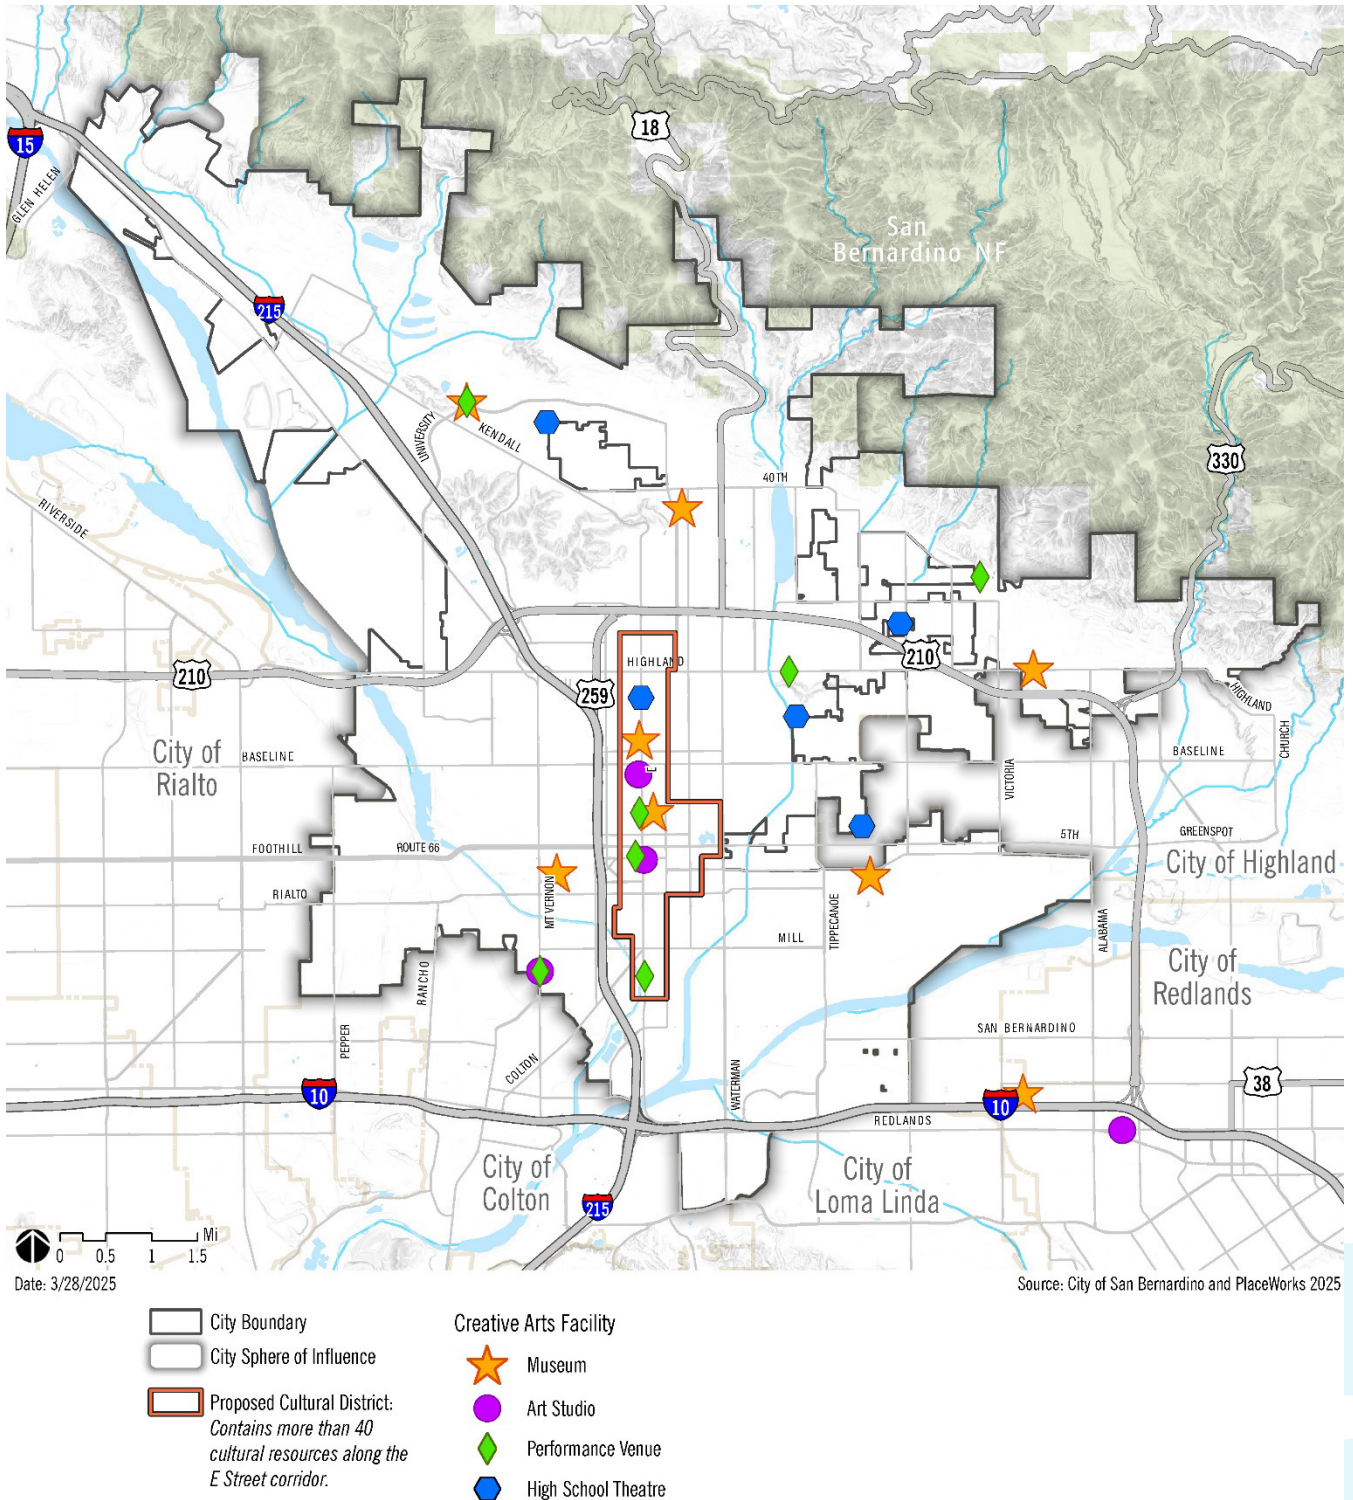 18
15
GLEN HELEN
San
Bernardino NF
215
UNIVERSITY
KENDALL
330
40TH
RIVERSIDE
210
HIGHLAND
210
259
HIGHLAND
City of
Rialto
BASELINE
BASELINE
CHURCH
E
VICTORIA
5TH
GREENSPOT
FOOTHILL
ROUTE 66
City of Highland
RIALTO
MT VERNON
TIPPECANOE
ALABAMA
MILL
RANCHO
City of
Redlands
SAN BERNARDINO
PEPPER
COLTON
WATERMAN
38
10
10
REDLANDS
City of
Colton
City of
Loma Linda
215
0 0.5 1 1.5 Mi
Date: 3/28/2025
Source: City of San Bernardino and PlaceWorks 2025
City Boundary
City Sphere of Influence
Proposed Cultural District:
Contains more than 40
cultural resources along the
E Street corridor.
Creative Arts Facility
Museum
Art Studio
Performance Venue
High School Theatre